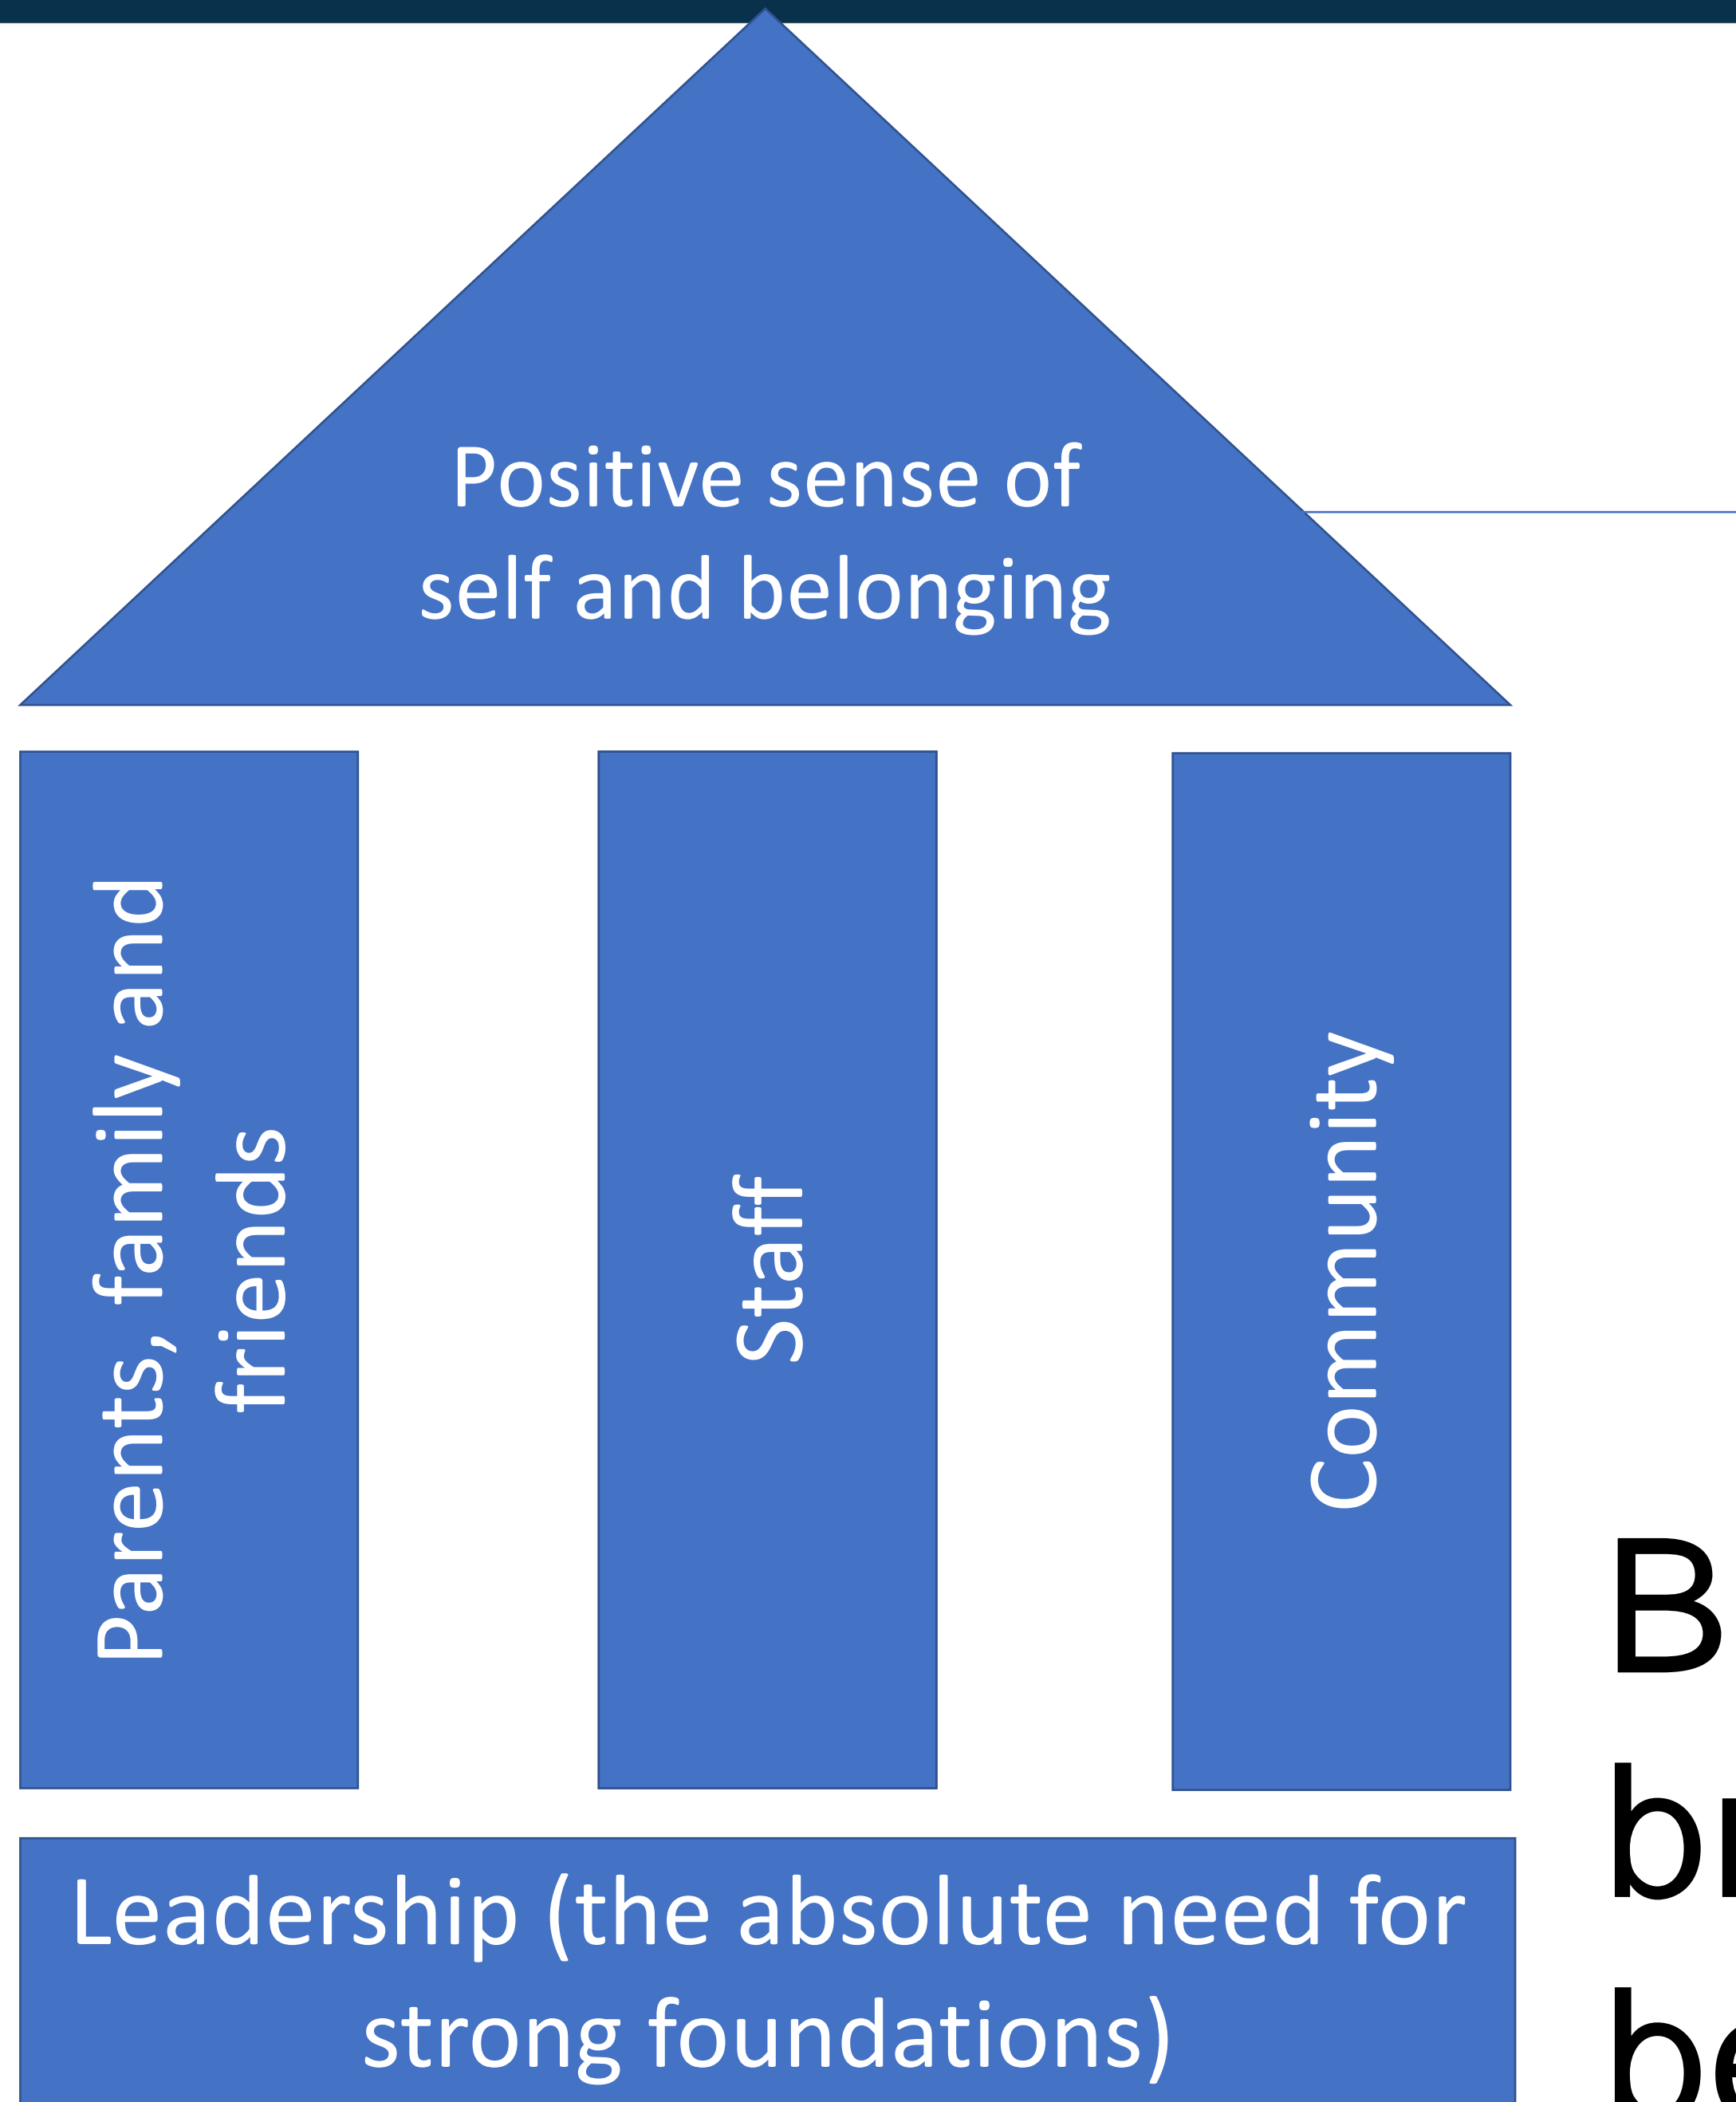 Positive sense of
self and belonging
Parents, family and
friends
Staff
Community
Leadership (the absolute need for
strong foundations)